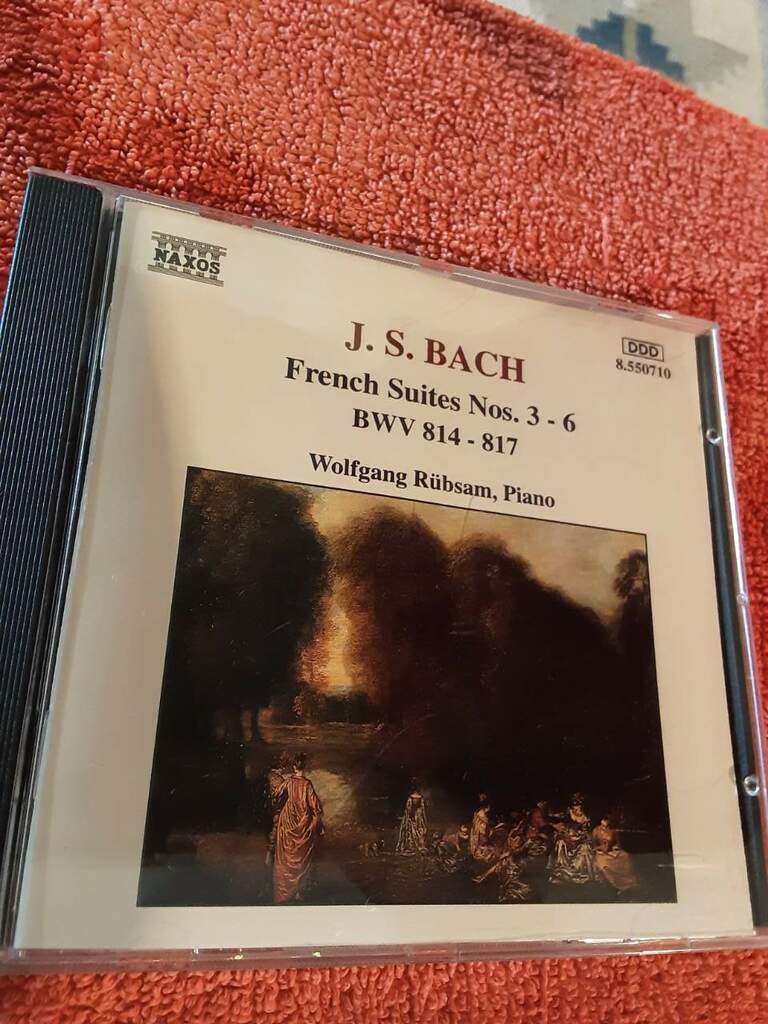 NAXOS
J. S. BACH
DDD
8.550710
French Suites Nos. 3 - 6
BWV 814 - 817
Wolfgang Rübsam, Piano